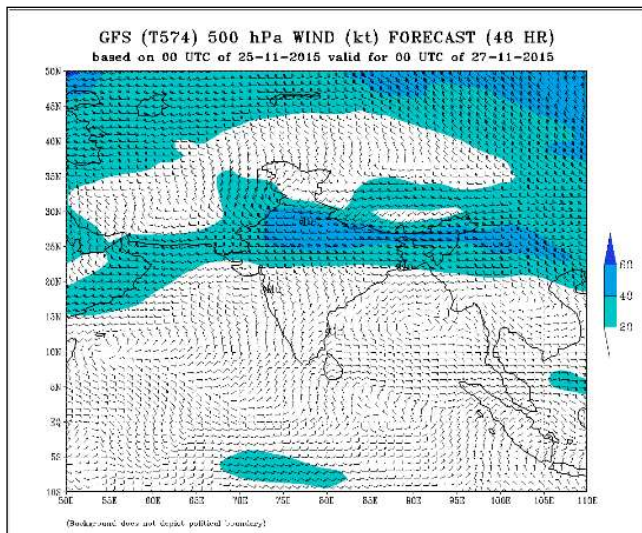 GFS (T574) 500 hPa WIND (kt) FORECAST (48 HR)
based on 00 UTC of 25-11-2015 valid for 00 UTC of 27-11-2015
50N
45N
40N
35N
30N
25N
20N
15N
10N
5N
5S
10S
50E 55E 60E 65E 70E 75E 80E 85E 90E 95E 100E 105E 110E
60
40
20
(Background does not depict political boundary)